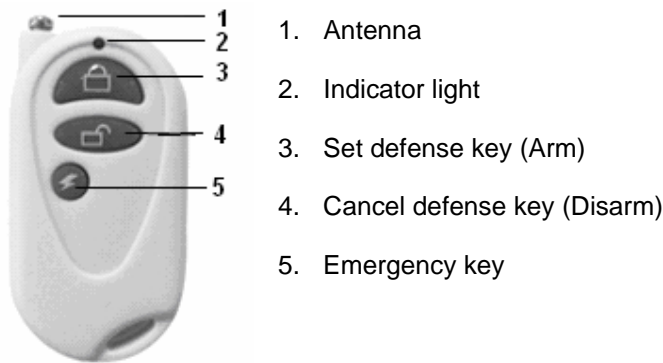 1
2
3
4
5
1. Antenna
2. Indicator light
3. Set defense key (Arm)
4. Cancel defense key (Disarm)
5. Emergency key